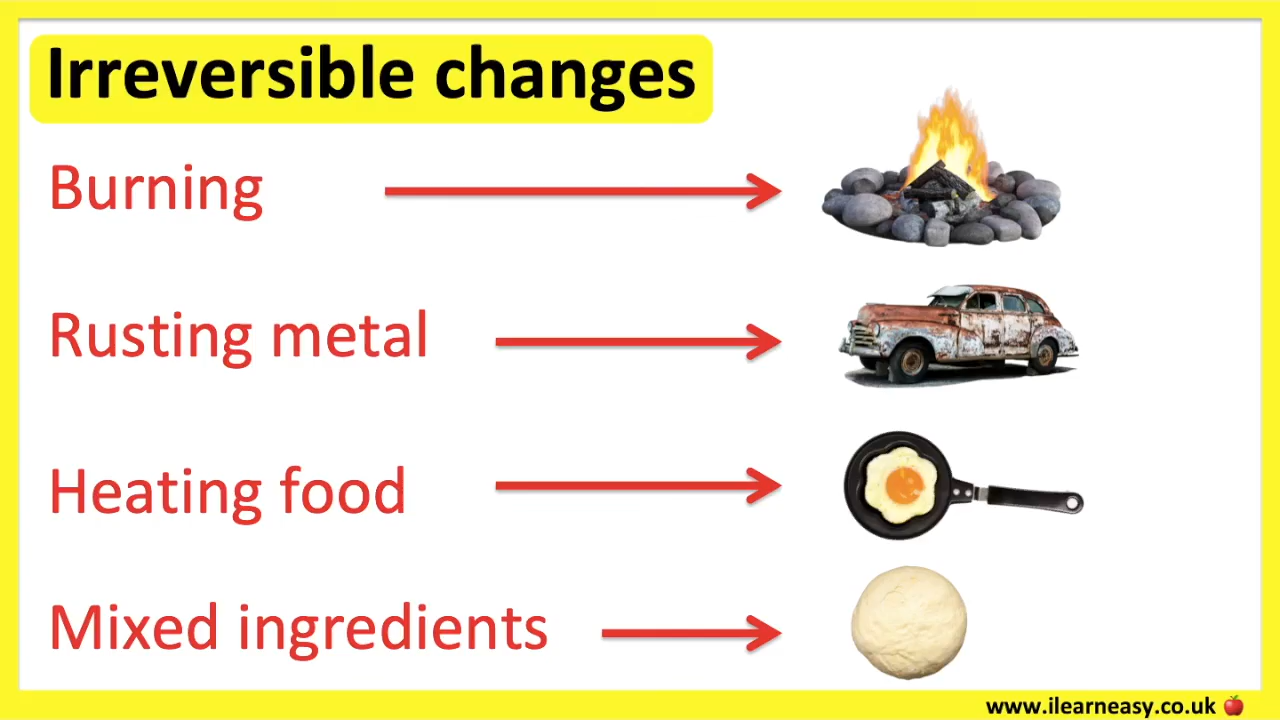 Irreversible changes
Burning
Rusting metal
Heating food
Mixed ingredients
www.ilearneasy.co.uk